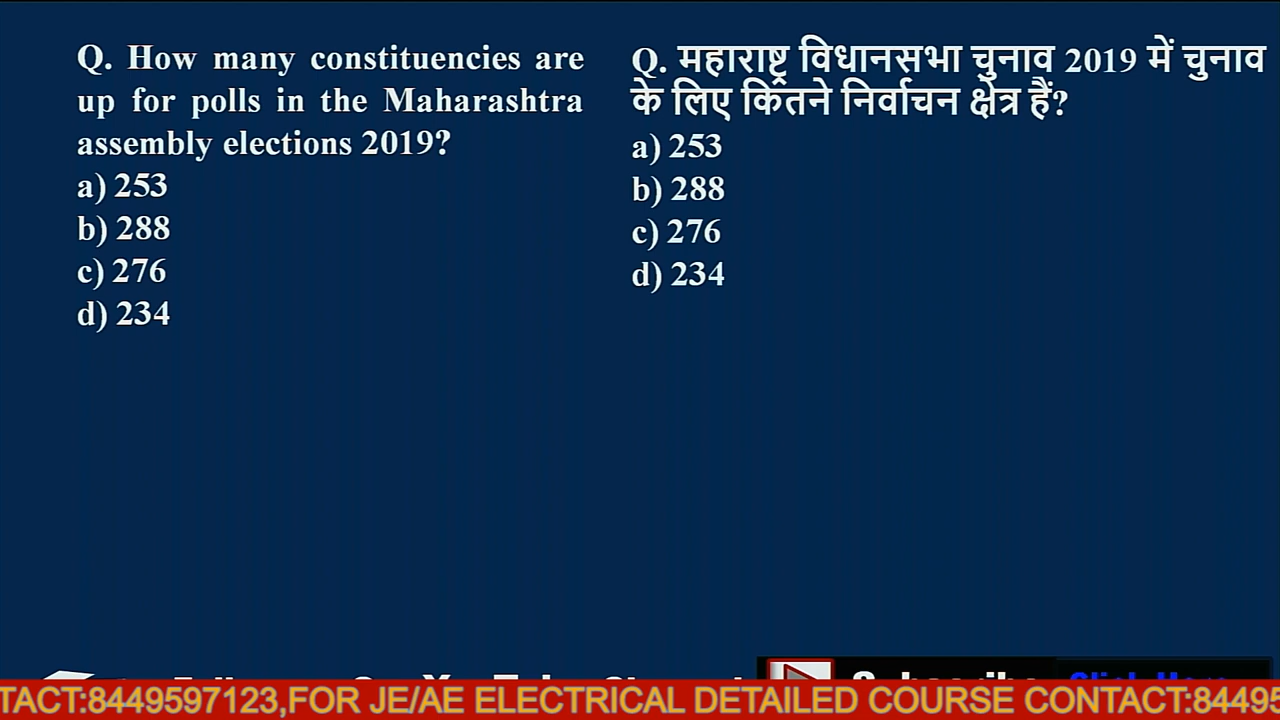 Q. How many constituencies are
up for polls in the Maharashtra
assembly elections 2019?
a) 253
b) 288
c) 276
d) 234
Q. महाराष्ट्र विधानसभा चुनाव 2019 में चुनाव
के लिए कितने निर्वाचन क्षेत्र हैं?
a) 253
b) 288
c) 276
d) 234
TACT:8449597123,FOR JE/AE ELECTRICAL DETAILED COURSE CONTACT:84495